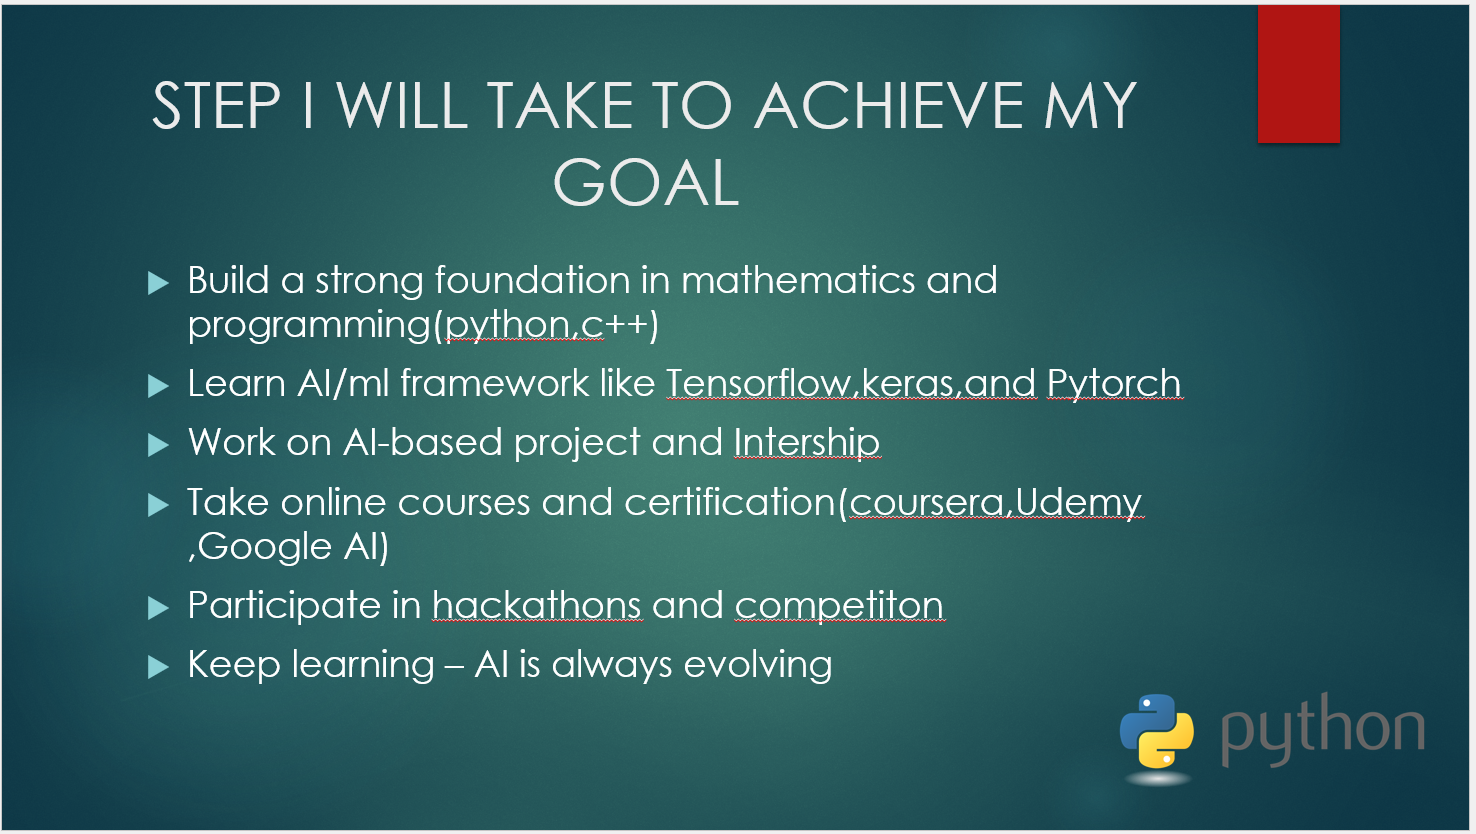 STEP I WILL TAKE TO ACHIEVE MY
GOAL
Build a strong foundation in mathematics and
programming(python,c++)
Learn AI/ml framework like Tensorflow,keras,and Pytorch
Work on AI-based project and Intership
Take online courses and certification(coursera,Udemy
,Google AI)
Participate in hackathons and competiton
Keep learning – AI is always evolving
python